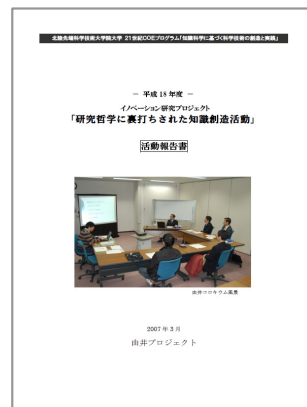 北陸先端科学技術大学院大学 21世紀COEプログラム「知識科学に基づく科学技術の創造と実践」
－ 平成18年度 －
イノベーション研究プロジェクト
「研究哲学に裏打ちされた知識創造活動」
活動報告書
由井コロキウム風景
2007年3月
由井プロジェクト